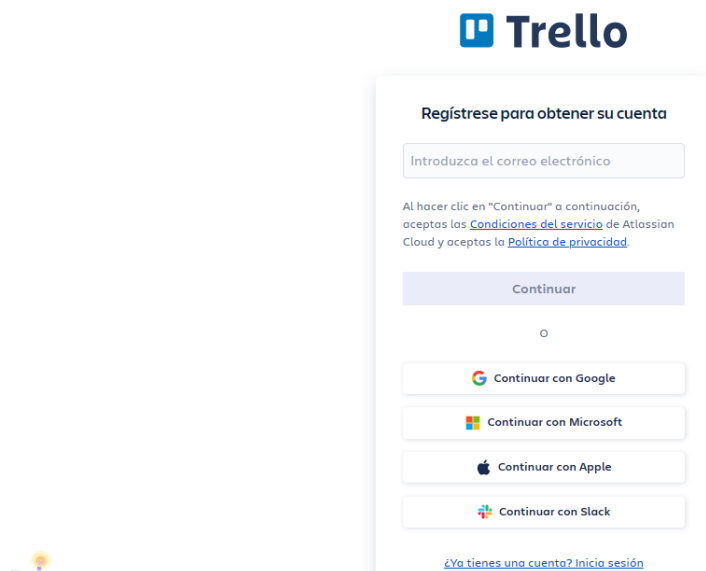 Trello
Regístrese para obtener su cuenta
Introduzca el correo electrónico
Al hacer clic en "Continuar" a continuación,
aceptas las Condiciones del servicio de Atlassian
Cloud y aceptas la Política de privacidad.
Continuar
O
Continuar con Google
Continuar con Microsoft
Continuar con Apple
Continuar con Slack
¿Ya tienes una cuenta? Inicia sesión